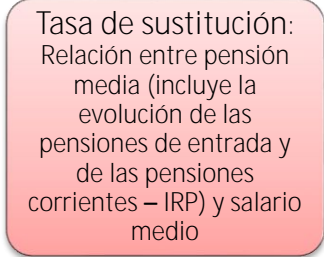 Tasa de sustitución:
Relación entre pensión
media (incluye la
evolución de las
pensiones de entrada y
de las pensiones
corrientes – IRP) y salario
medio